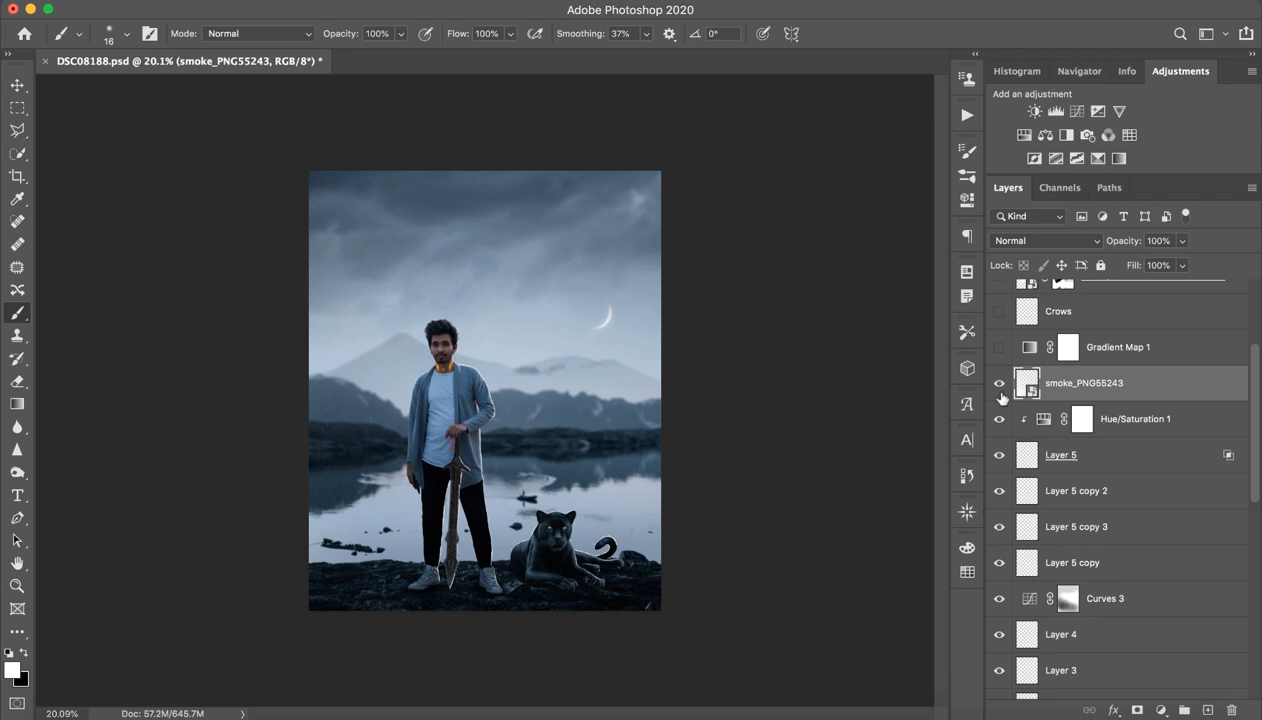 Adobe Photoshop 2020
16
Mode: Normal Opacity: 100% Flow: 100% Smoothing: 37% 0°
× DSC08188.psd @ 20.1% (smoke_PNG55243, RGB/8*) *
Histogram Navigator Info Adjustments
Add an adjustment
Layers Channels Paths
Kind
Normal Opacity: 100%
Lock: Fill: 100%
Crows
Gradient Map 1
smoke_PNG55243
Hue/Saturation 1
Layer 5
Layer 5 copy 2
Layer 5 copy 3
Layer 5 copy
Curves 3
Layer 4
Layer 3
20.09% Doc: 57.2M/645.7M